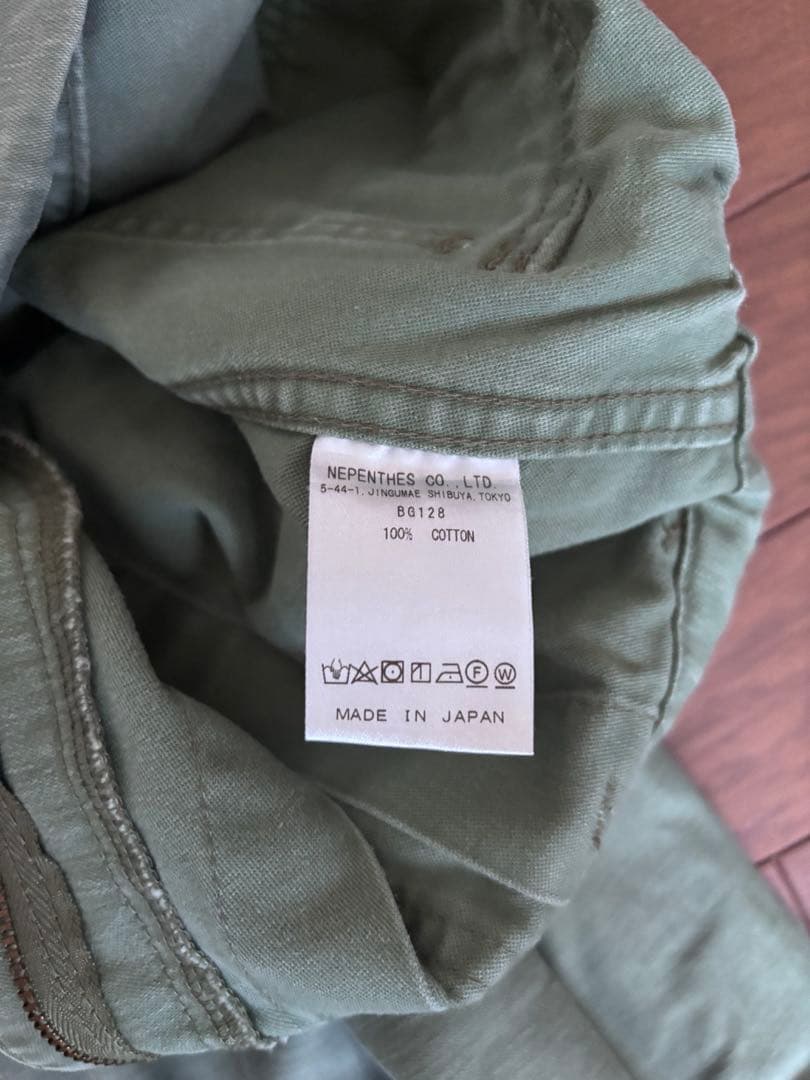 NEPENTHES CO., LTD.
5-44-1, JINGUMAE SHIBUYA, TOKYO
BG128
100% COTTON
F W
MADE IN JAPAN